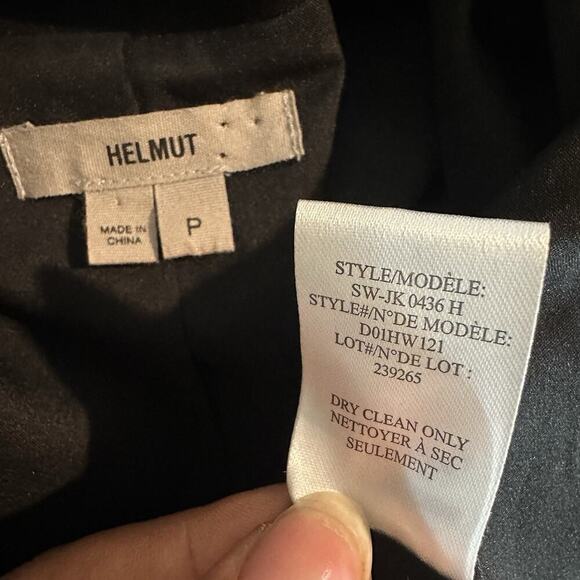 HELMUT
MADE IN
CHINA
P
STYLE/MODÈLE:
SW-JK 0436 H
STYLE#/N°DE MODÈLE:
D01HW121
LOT#/N°DE LOT :
239265
DRY CLEAN ONLY
NETTOYER À SEC
SEULEMENT